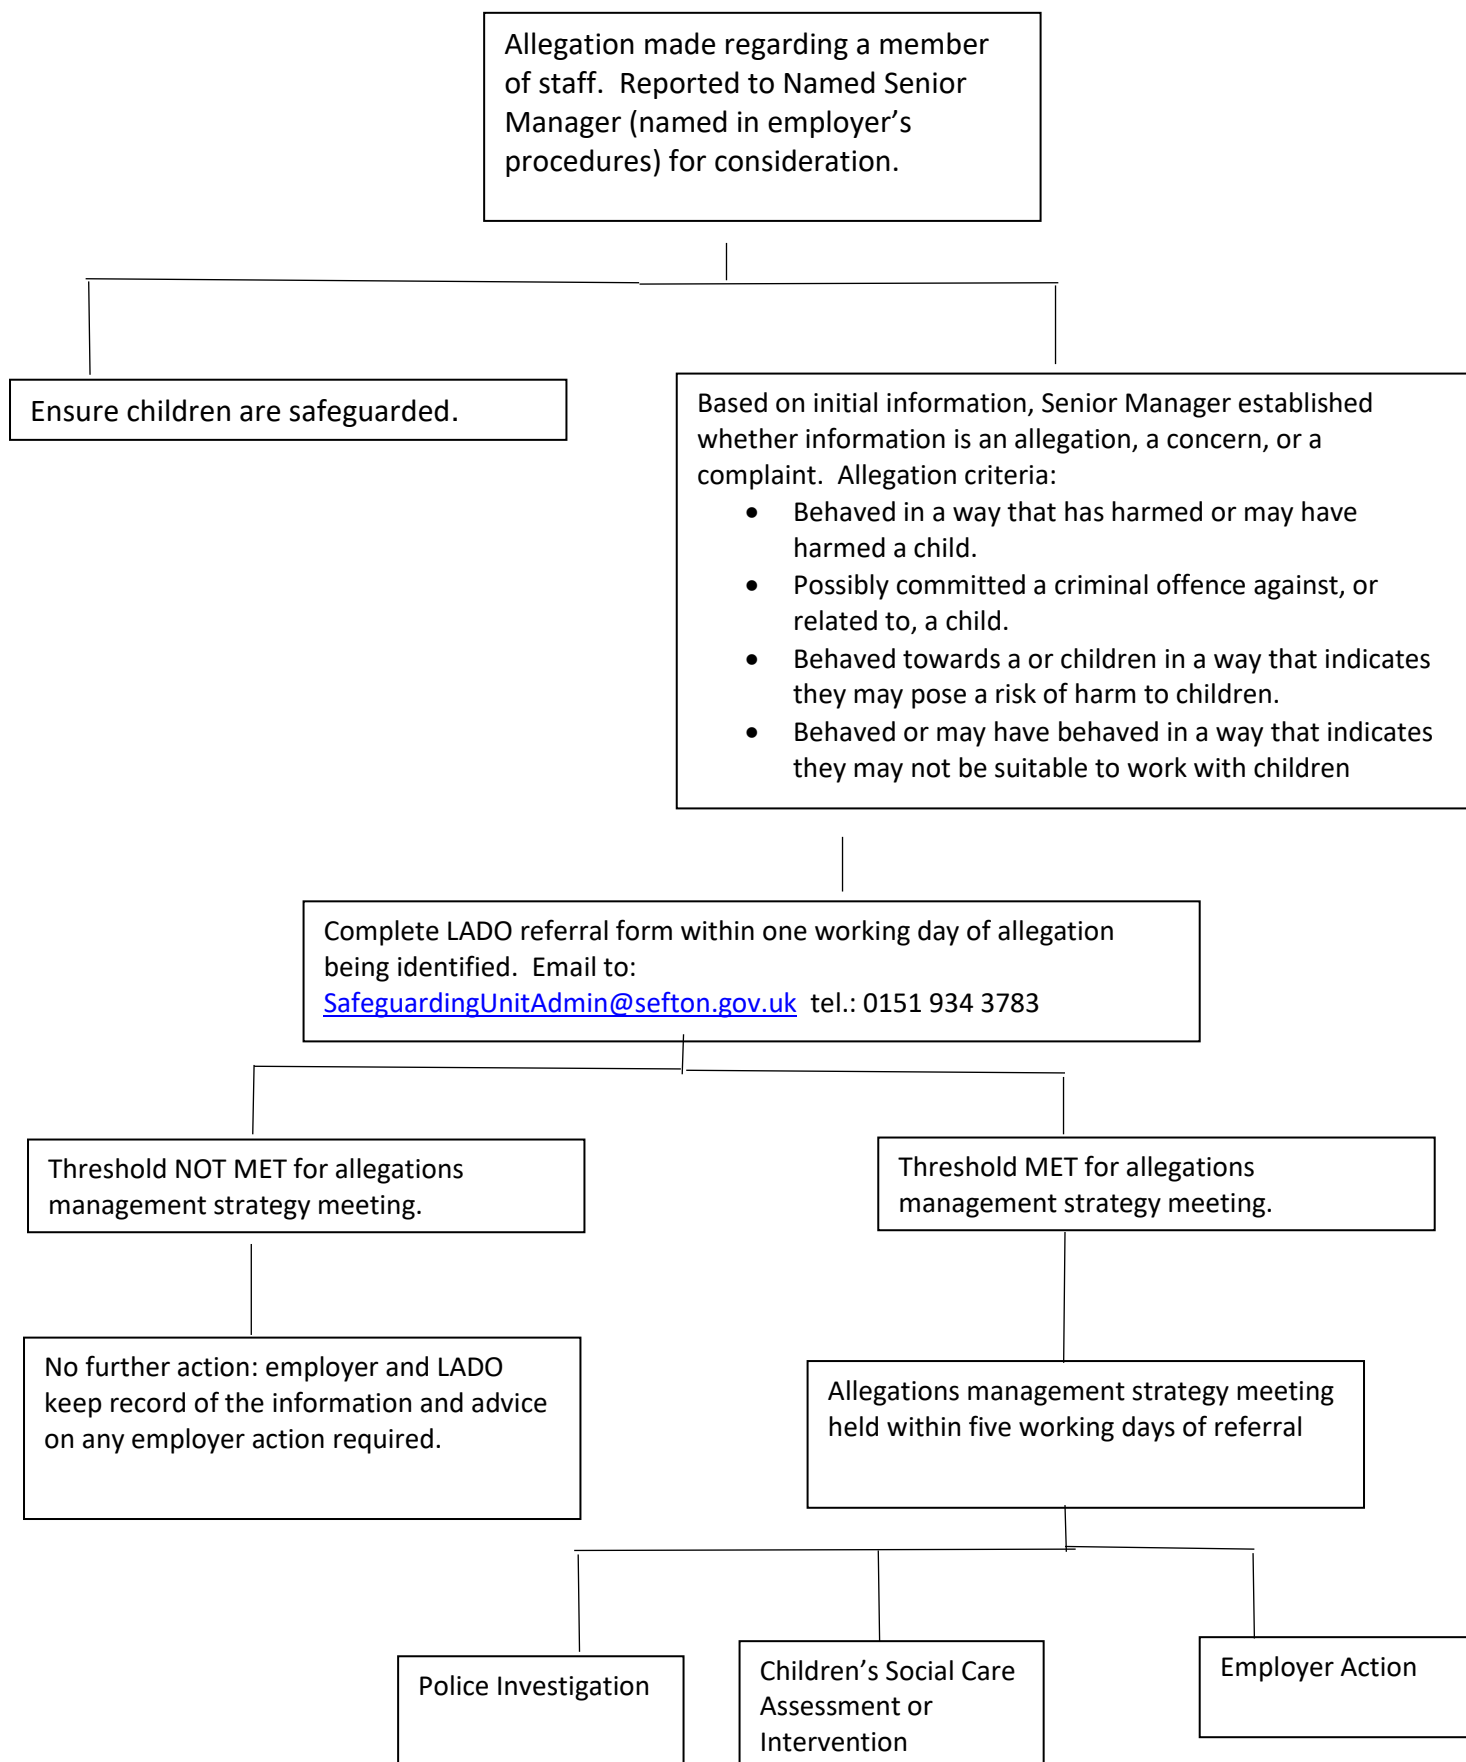 Allegation made regarding a member
of staff.  Reported to Named Senior
Manager (named in employer’s
procedures) for consideration.
Ensure children are safeguarded.
Based on initial information, Senior Manager established
whether information is an allegation, a concern, or a
complaint.  Allegation criteria:
• Behaved in a way that has harmed or may have
harmed a child.
• Possibly committed a criminal offence against, or
related to, a child.
• Behaved towards a or children in a way that indicates
they may pose a risk of harm to children.
• Behaved or may have behaved in a way that indicates
they may not be suitable to work with children
Complete LADO referral form within one working day of allegation
being identified.  Email to:
SafeguardingUnitAdmin@sefton.gov.uk  tel.: 0151 934 3783
Threshold NOT MET for allegations
management strategy meeting.
Threshold MET for allegations
management strategy meeting.
No further action: employer and LADO
keep record of the information and advice
on any employer action required.
Allegations management strategy meeting
held within five working days of referral
Police Investigation
Children’s Social Care
Assessment or
Intervention
Employer Action